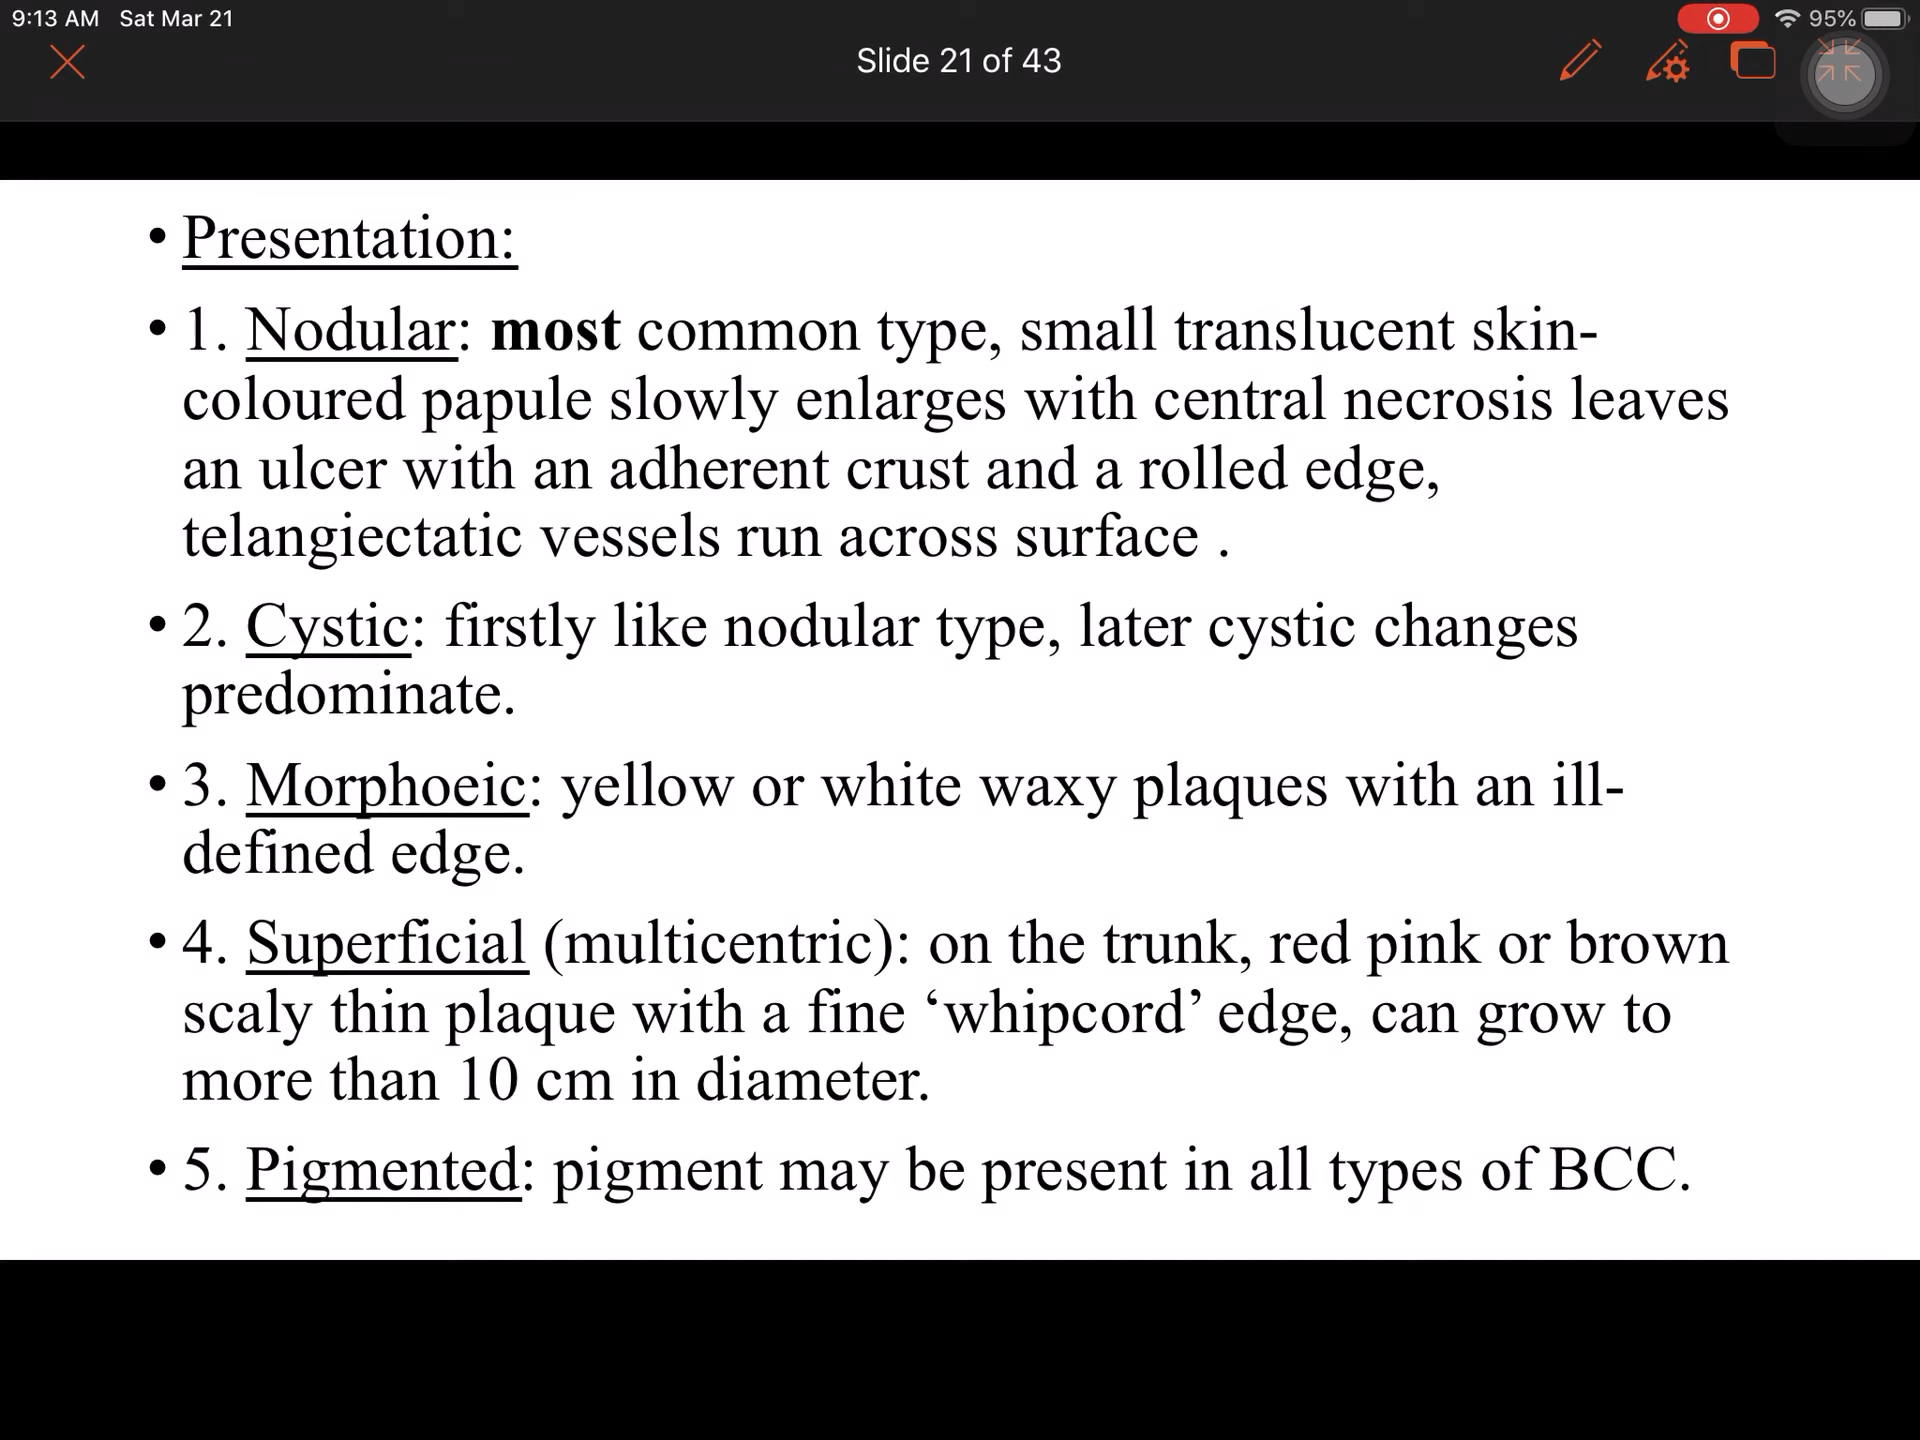 9:13 AM Sat Mar 21
95%
Slide 21 of 43
• Presentation:
• 1. Nodular: most common type, small translucent skin-
coloured papule slowly enlarges with central necrosis leaves
an ulcer with an adherent crust and a rolled edge,
telangiectatic vessels run across surface .
• 2. Cystic: firstly like nodular type, later cystic changes
predominate.
• 3. Morphoeic: yellow or white waxy plaques with an ill-
defined edge.
• 4. Superficial (multicentric): on the trunk, red pink or brown
scaly thin plaque with a fine ‘whipcord’ edge, can grow to
more than 10 cm in diameter.
• 5. Pigmented: pigment may be present in all types of BCC.